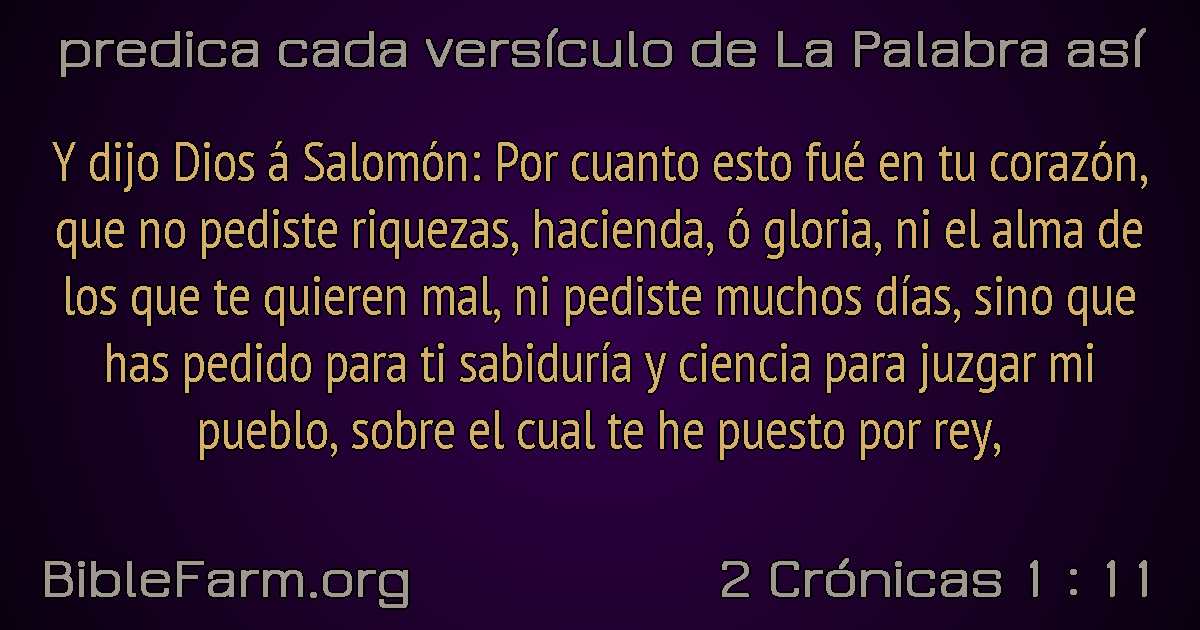 predica cada versículo de La Palabra así
Y dijo Dios á Salomón: Por cuanto esto fué en tu corazón,
que no pediste riquezas, hacienda, ó gloria, ni el alma de
los que te quieren mal, ni pediste muchos días, sino que
has pedido para ti sabiduría y ciencia para juzgar mi
pueblo, sobre el cual te he puesto por rey,
BibleFarm.org
2 Crónicas 1 : 11